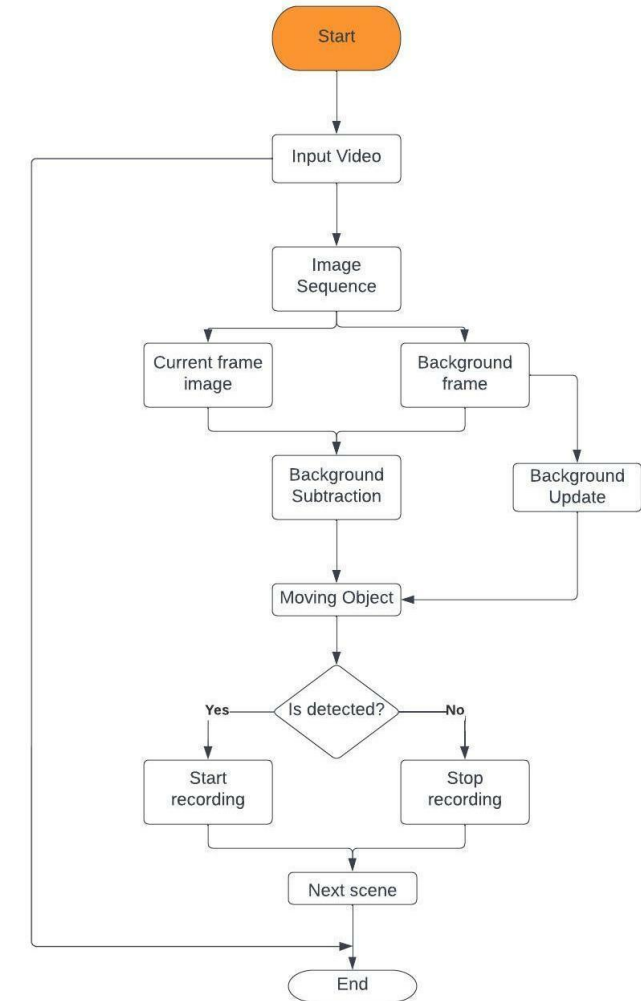 Start
Input Video
Image
Sequence
Current frame
image
Background
frame
Background
Subtraction
Background
Update
Moving Object
Is detected?
Yes
No
Start
recording
Stop
recording
Next scene
End